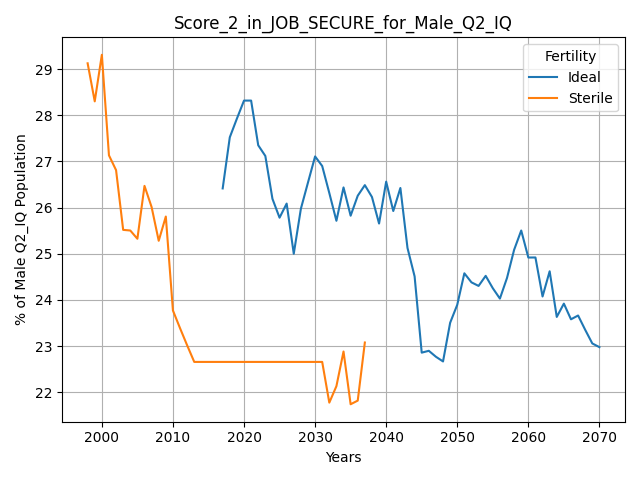 Score_2_in_JOB_SECURE_for_Male_Q2_IQ
% of Male Q2_IQ Population
29
28
27
26
25
24
23
22
Fertility
Ideal
Sterile
2000 2010 2020 2030 2040 2050 2060 2070
Years